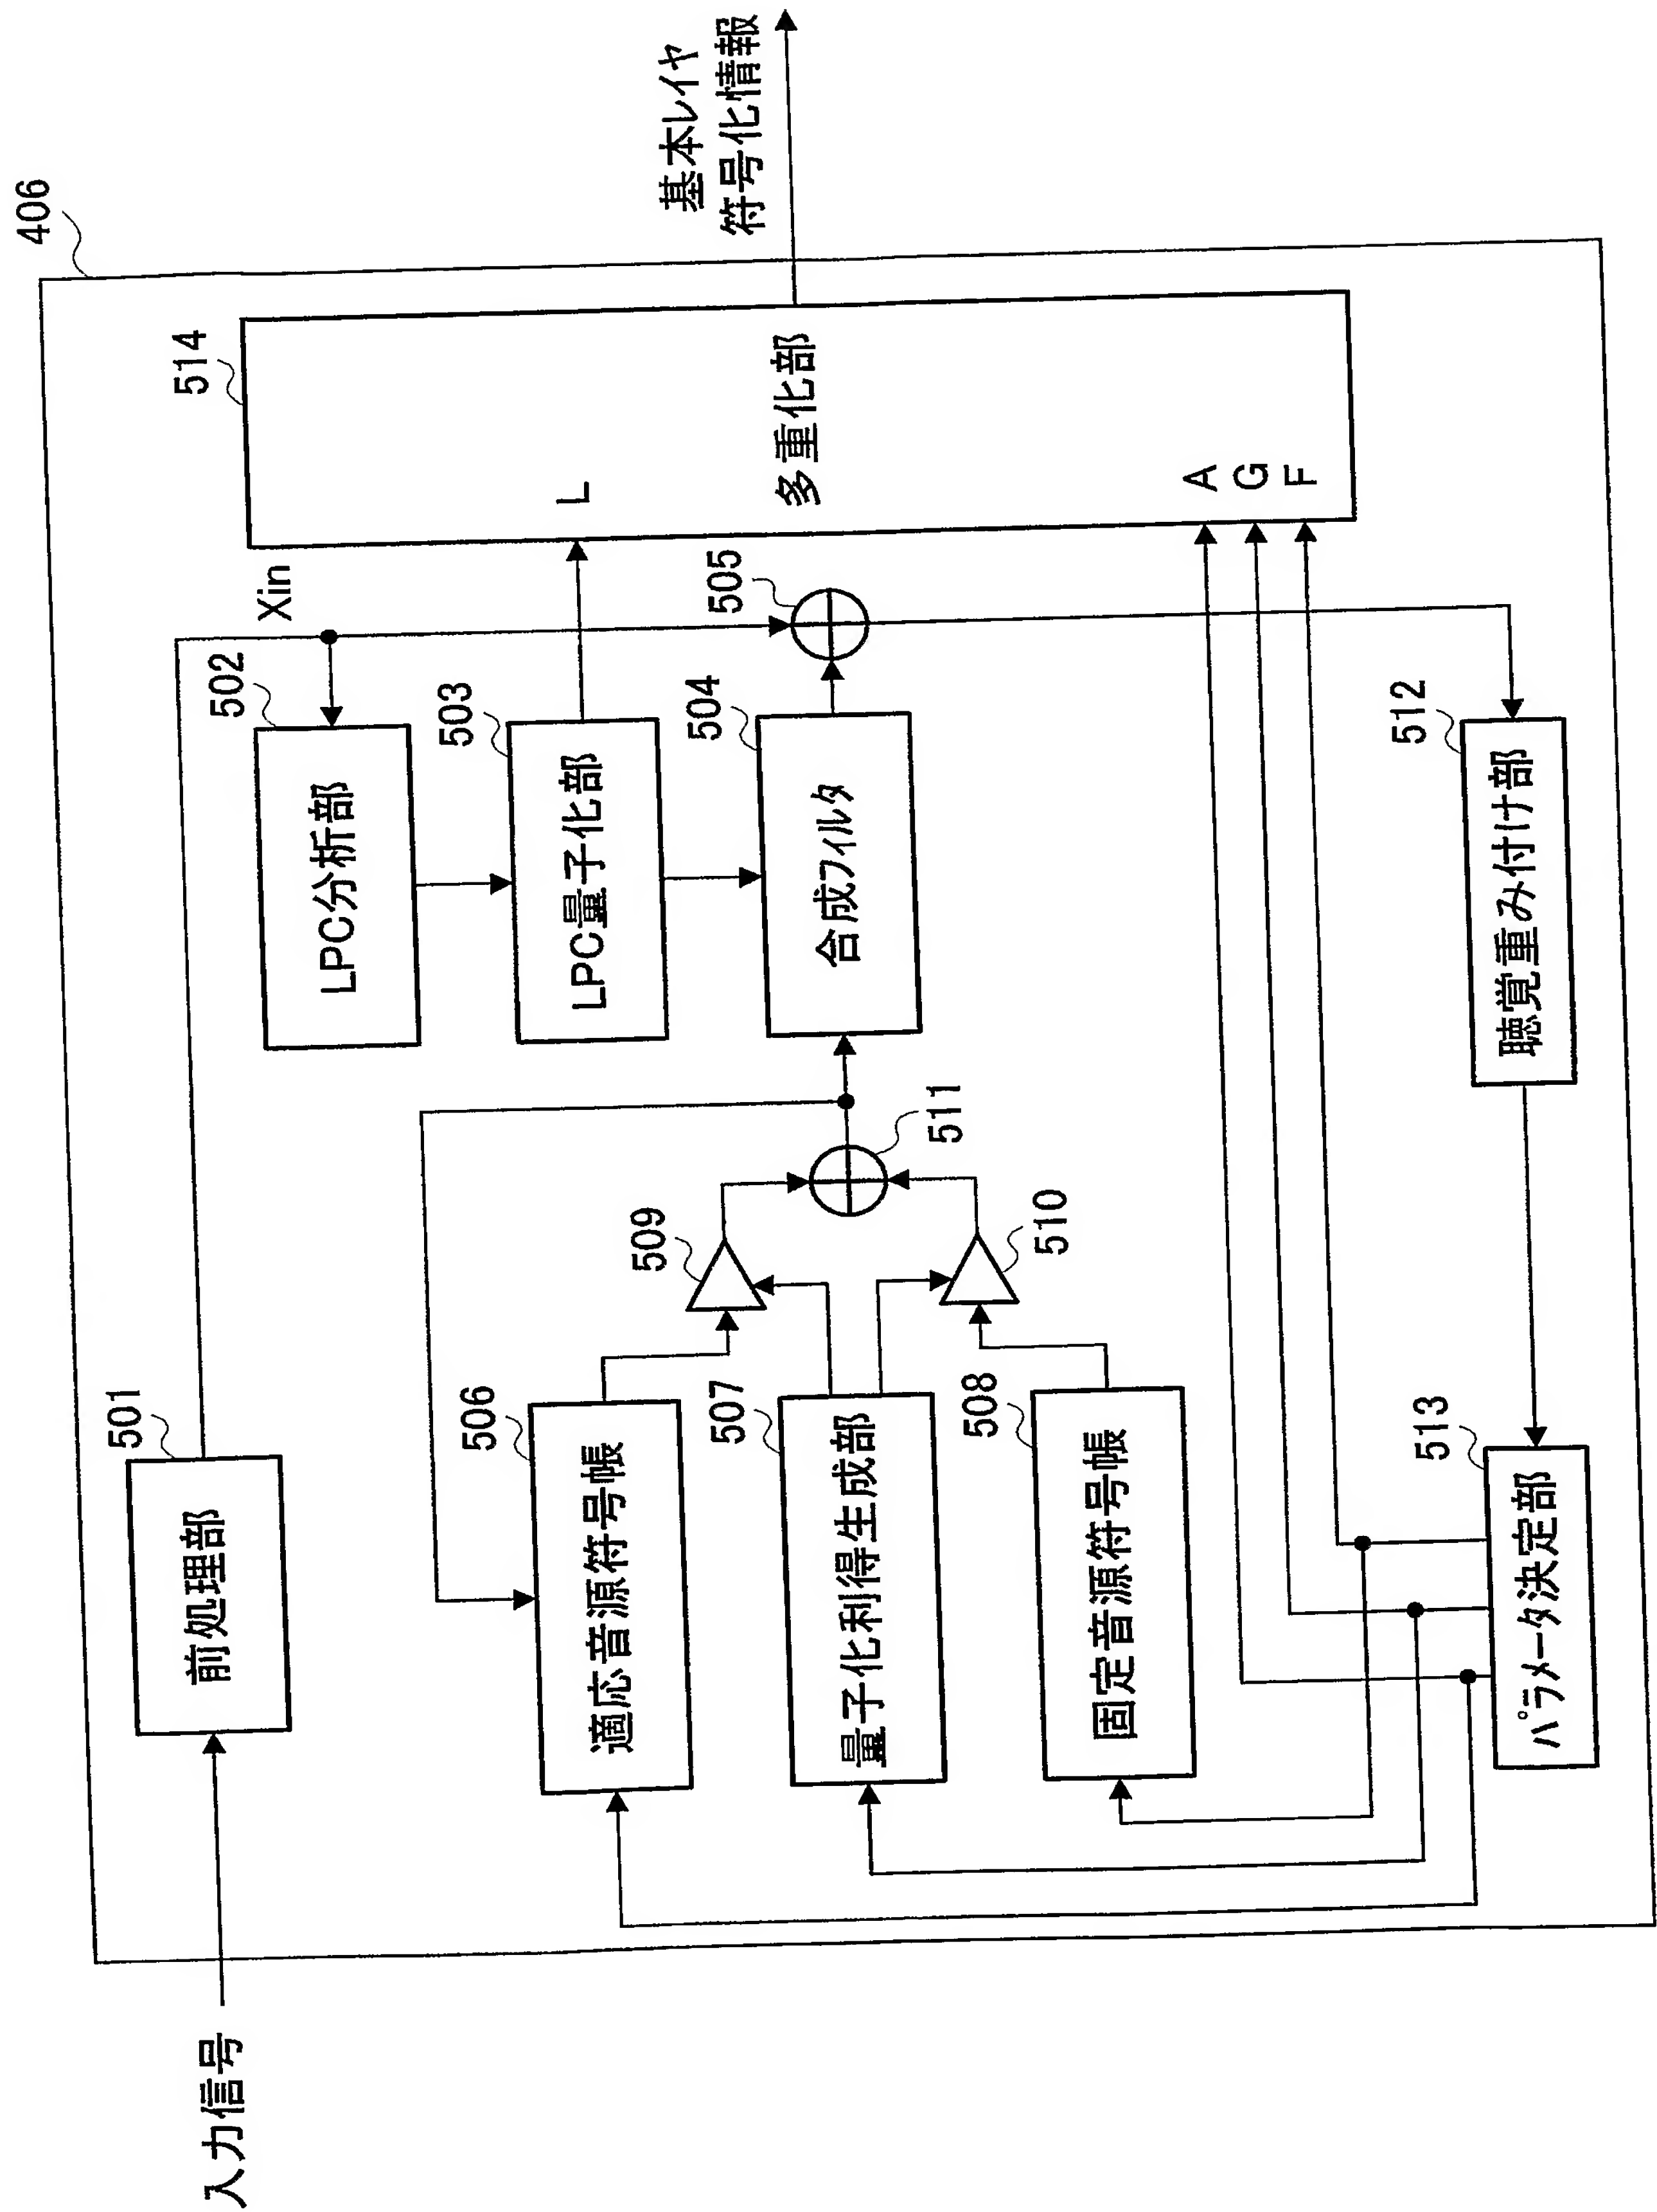 406
514
501
Xin
502
前処理部
LPC分析部
入力信号
506
503
L
適応音源符号帳
509
LPC量子化部
基本レイヤ
符号化情報
507
504
505
多重化部
量子化利得生成部
合成フィルタ
511
508
510
固定音源符号帳
A
G
F
513
512
パラメータ決定部
聴覚重み付け部